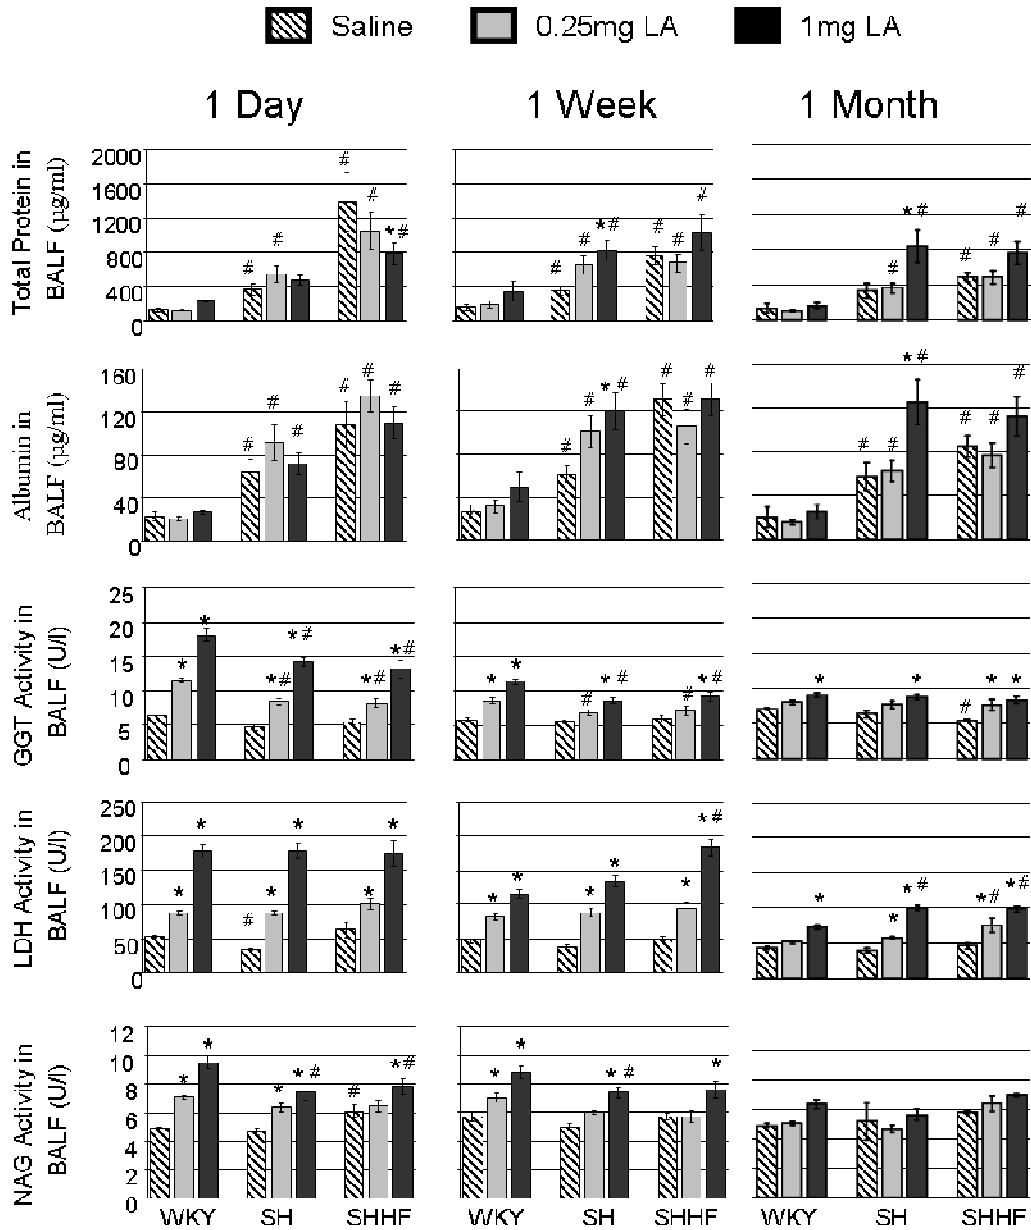 Saline 0.25mg LA 1mg LA
1 Day 1 Week 1 Month
Total Protein in
BALF (µg/ml)
2000
1600
1200
800
400
0
# # * #
# #
# # * #
# # #
# # * #
# # #
Albumin in
BALF (µg/ml)
160
120
80
40
0
# # #
# # #
# # * #
# # #
# # * #
# # #
GGT Activity in
BALF (U/l)
25
20
15
10
5
0
* *
*# *#
*# *#
* *
# * #
# *#
*
*
# * *
LDH Activity in
BALF (U/l)
250
200
150
100
50
0
* *
# * *
* *
* *
* *
* *#
*
* *#
*# *#
NAG Activity in
BALF (U/l)
12
10
8
6
4
2
0
* *
* * #
# *#
* *
* #
*
WKY SH SHHF WKY SH SHHF WKY SH SHHF